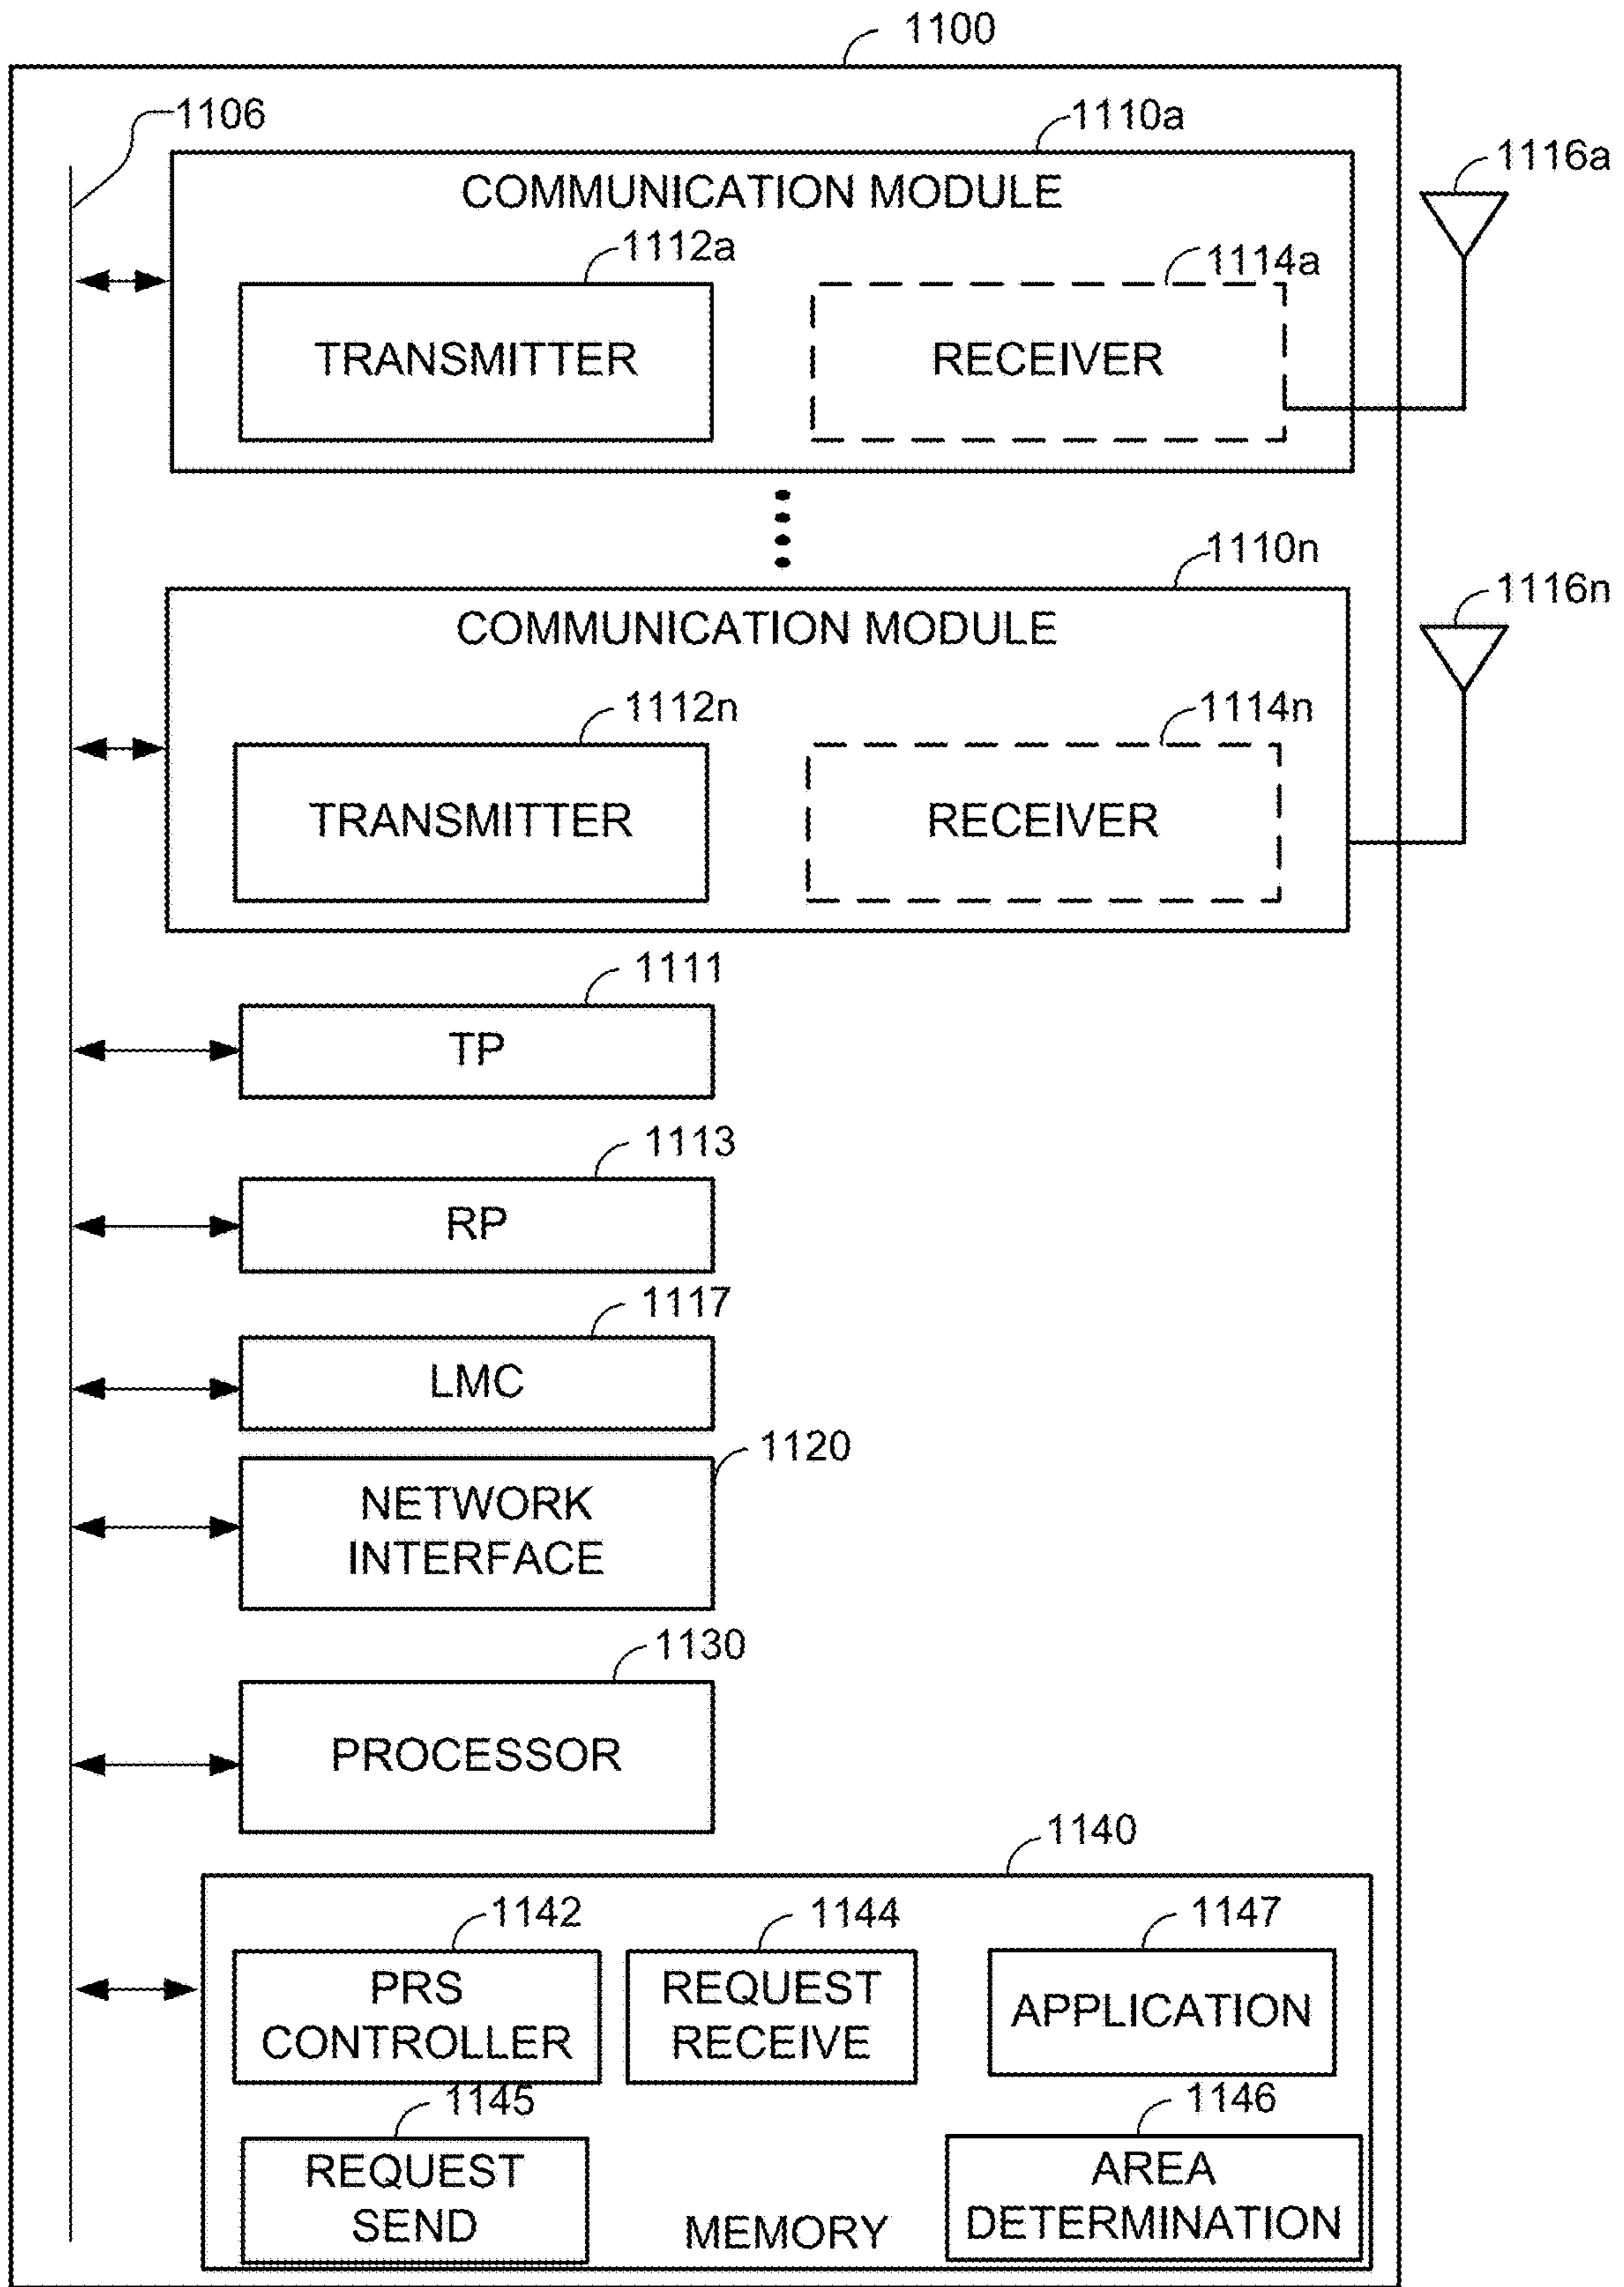 1100
1106
1110a
1116a
COMMUNICATION MODULE
1112a
1114a
TRANSMITTER
RECEIVER
1110n
1116n
COMMUNICATION MODULE
1112n
1114n
TRANSMITTER
RECEIVER
1111
TP
1113
RP
1117
LMC
1120
NETWORK
INTERFACE
1130
PROCESSOR
1140
1142
1144
1147
PRS
CONTROLLER
REQUEST
RECEIVE
APPLICATION
1145
1146
REQUEST
SEND
MEMORY
AREA
DETERMINATION